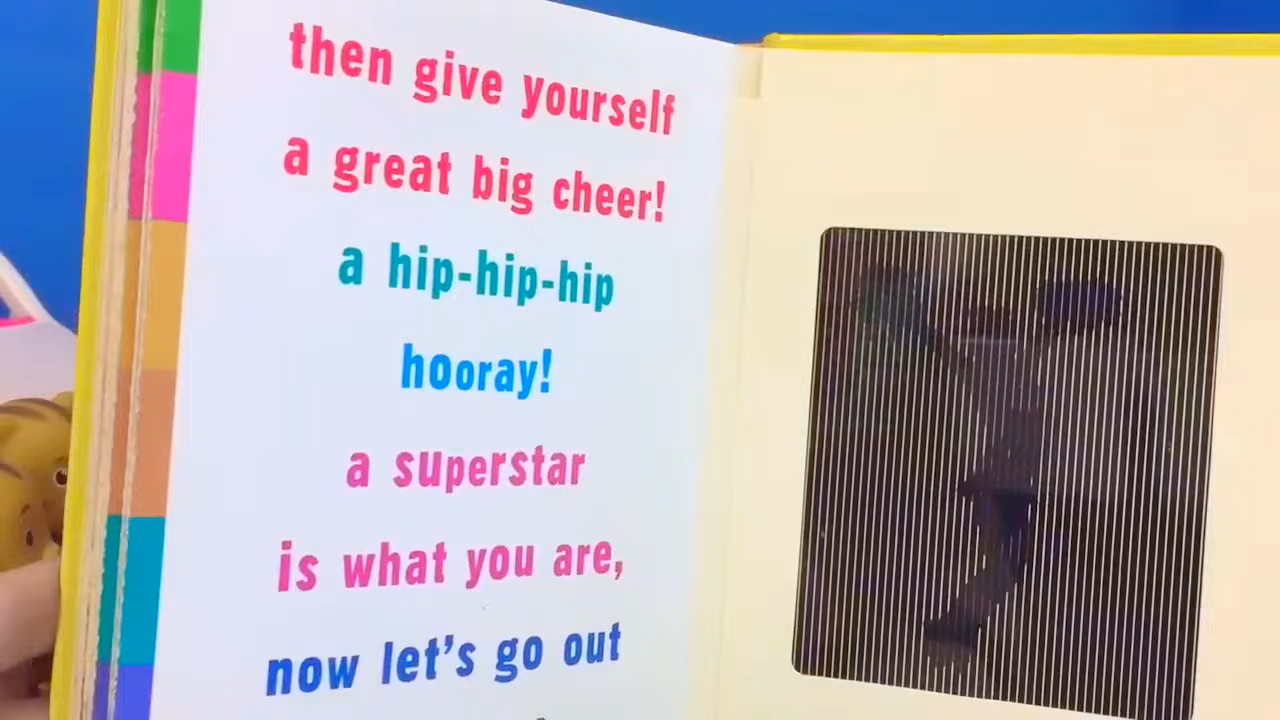 then give yourself
a great big cheer!
a hip-hip-hip
hooray!
a superstar
is what you are,
now let's go out